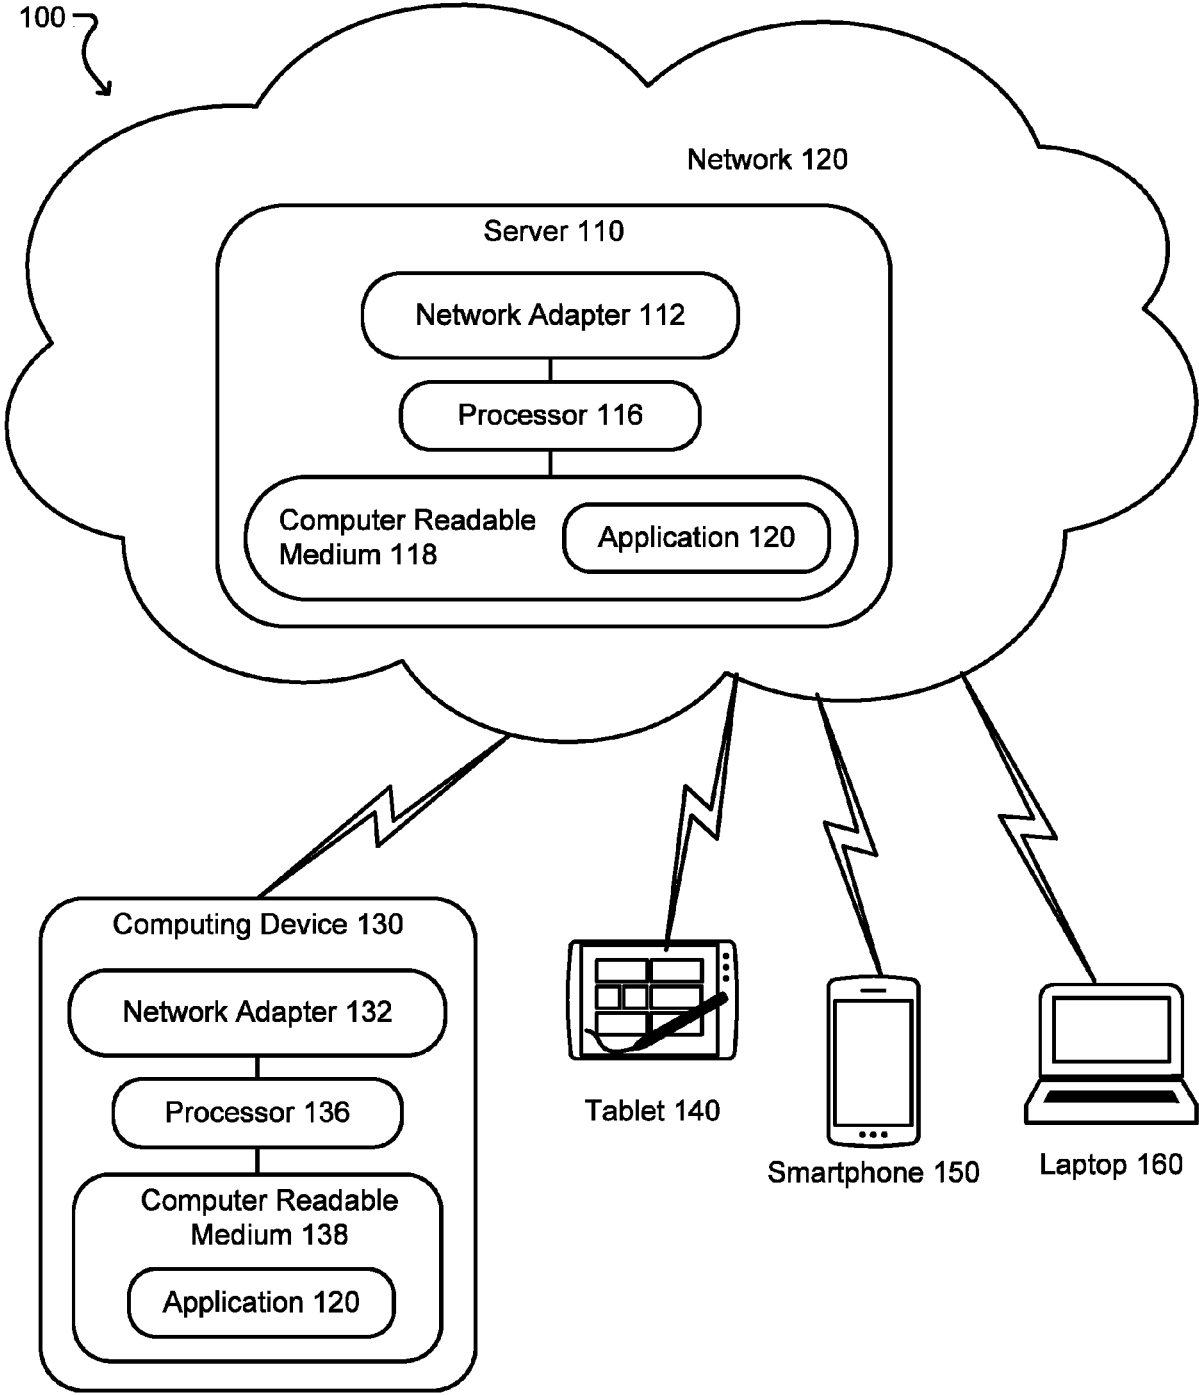 100
Network 120
Server 110
Network Adapter 112
Processor 116
Computer Readable
Medium 118
Application 120
Computing Device 130
Network Adapter 132
Processor 136
Computer Readable
Medium 138
Application 120
Tablet 140
Smartphone 150
Laptop 160